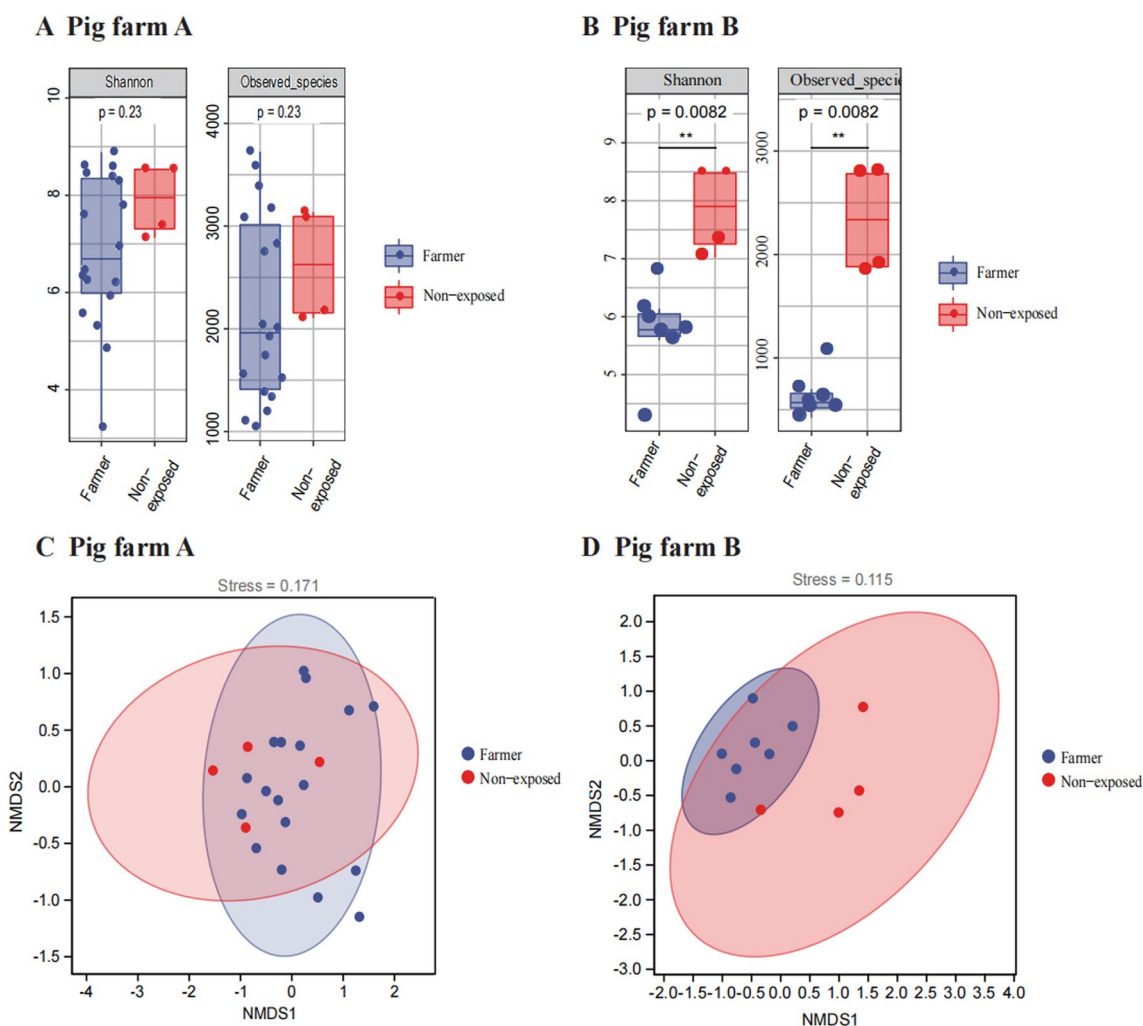 A Pig farm A
Shannon
Observed_species
p = 0.23
p = 0.23
10
8
6
4
4000
3000
2000
1000
Farmer
Non-
exposed
Farmer
Non-
exposed
Farmer
Non-exposed
B Pig farm B
Shannon
Observed_specie
p = 0.0082
p = 0.0082
**
**
9
8
7
6
5
3000
2000
1000
Farmer
Non-
exposed
Farmer
Non-
exposed
Farmer
Non-exposed
C Pig farm A
Stress = 0.171
NMDS2
1.5
1.0
0.5
0.0
-0.5
-1.0
-1.5
-4 -3 -2 -1 0 1 2
NMDS1
Farmer
Non-exposed
D Pig farm B
Stress = 0.115
NMDS2
2.0
1.5
1.0
0.5
0.0
-0.5
-1.0
-1.5
-2.0
-2.5
-3.0
-2.0 -1.5 -1.0 -0.5 0.0 0.5 1.0 1.5 2.0 2.5 3.0 3.5 4.0
NMDS1
Farmer
Non-exposed